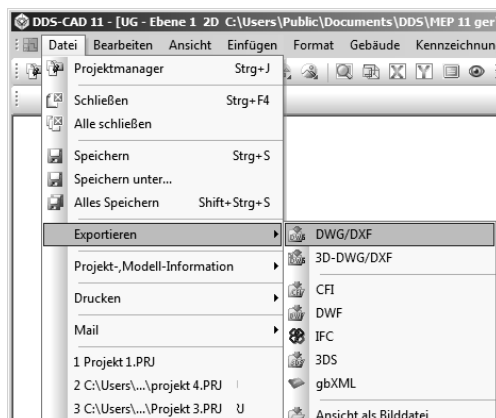 DDS-CAD 11 - [UG - Ebene 1 2D C:\Users\Public\Documents\DDS\MEP 11 ger
Datei Bearbeiten Ansicht Einfügen Format Gebäude Kennzeichnun
Projektmanager Strg+J
Schließen Strg+F4
Alle schließen
Speichern Strg+S
Speichern unter...
Alles Speichern Shift+Strg+S
Exportieren
DWG/DXF
3D-DWG/DXF
Projekt-,Modell-Information
CFI
Drucken
DWF
Mail
IFC
1 Projekt 1.PRJ
3DS
2 C:\Users\...\projekt 4.PRJ
gbXML
3 C:\Users\...\Projekt 3.PRJ
Ansicht als Bilddatei